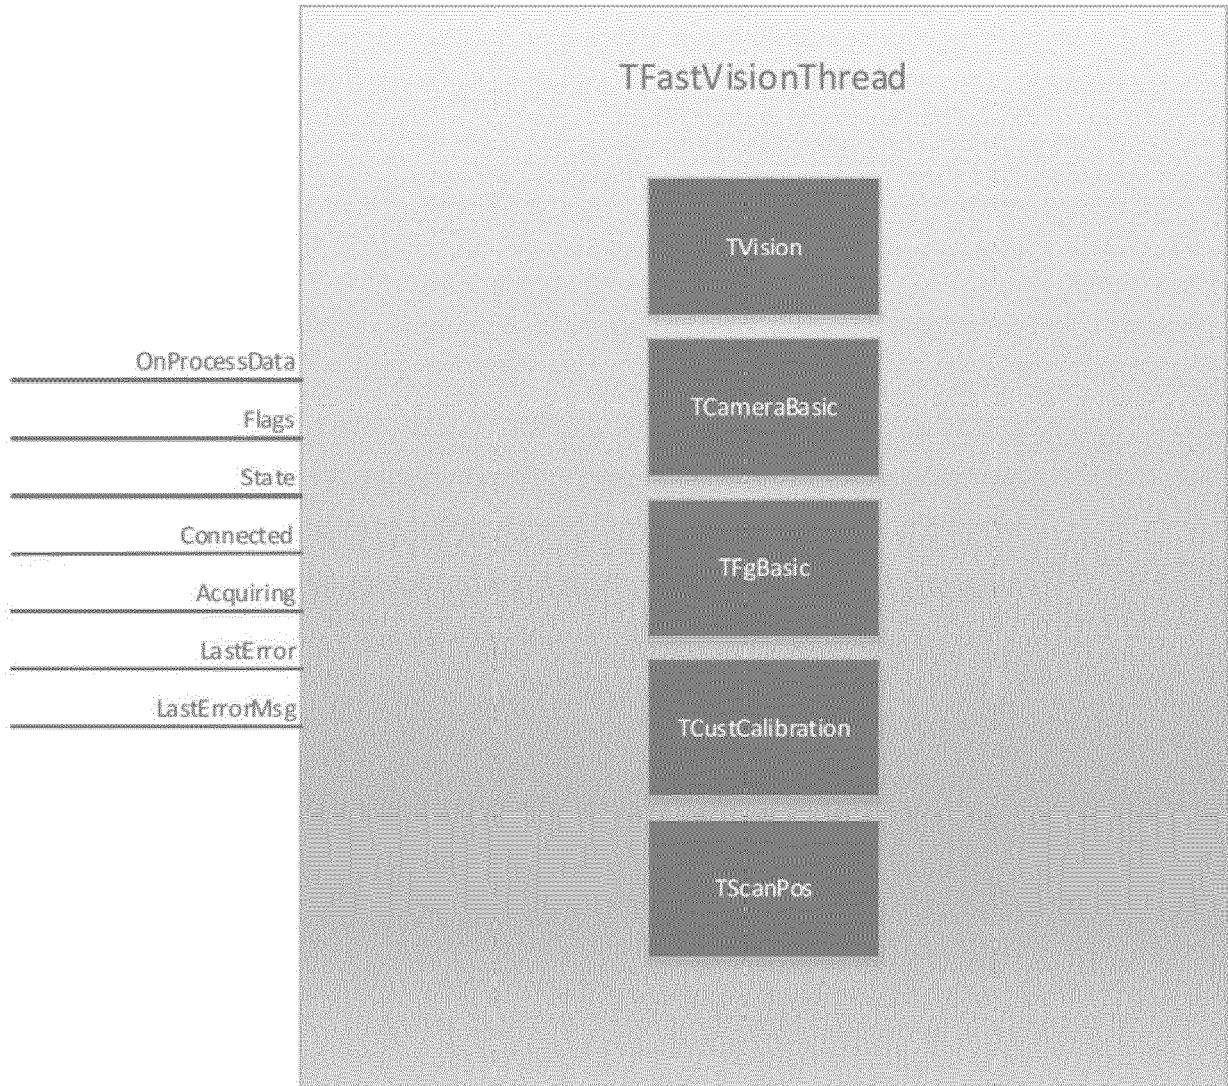 TFastVisionThread
TVision
OnProcessData
TCameraBasic
Flags
State
Connected
TFgBasic
Acquiring
LastError
LastErrorMsg
TCustCalibration
TScanPos